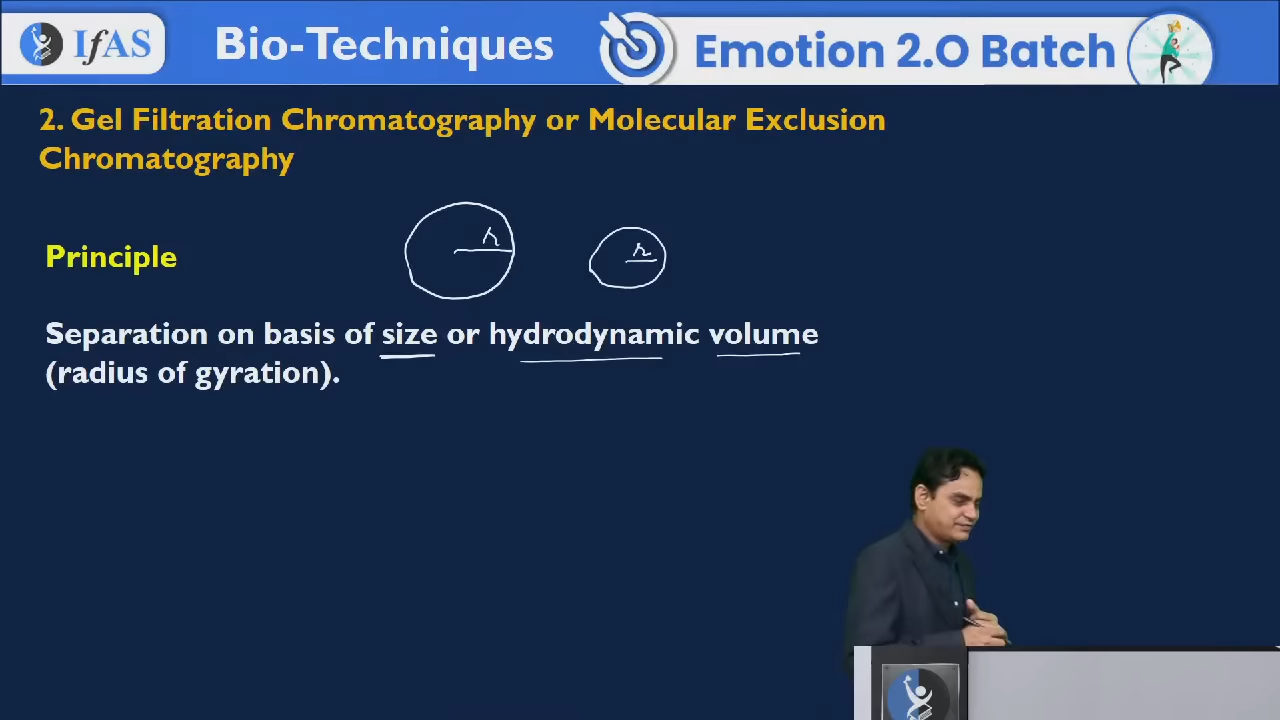 IfAS
Bio-Techniques
Emotion 2.O Batch
2. Gel Filtration Chromatography or Molecular Exclusion
Chromatography
r
r
Principle
Separation on basis of size or hydrodynamic volume
(radius of gyration).